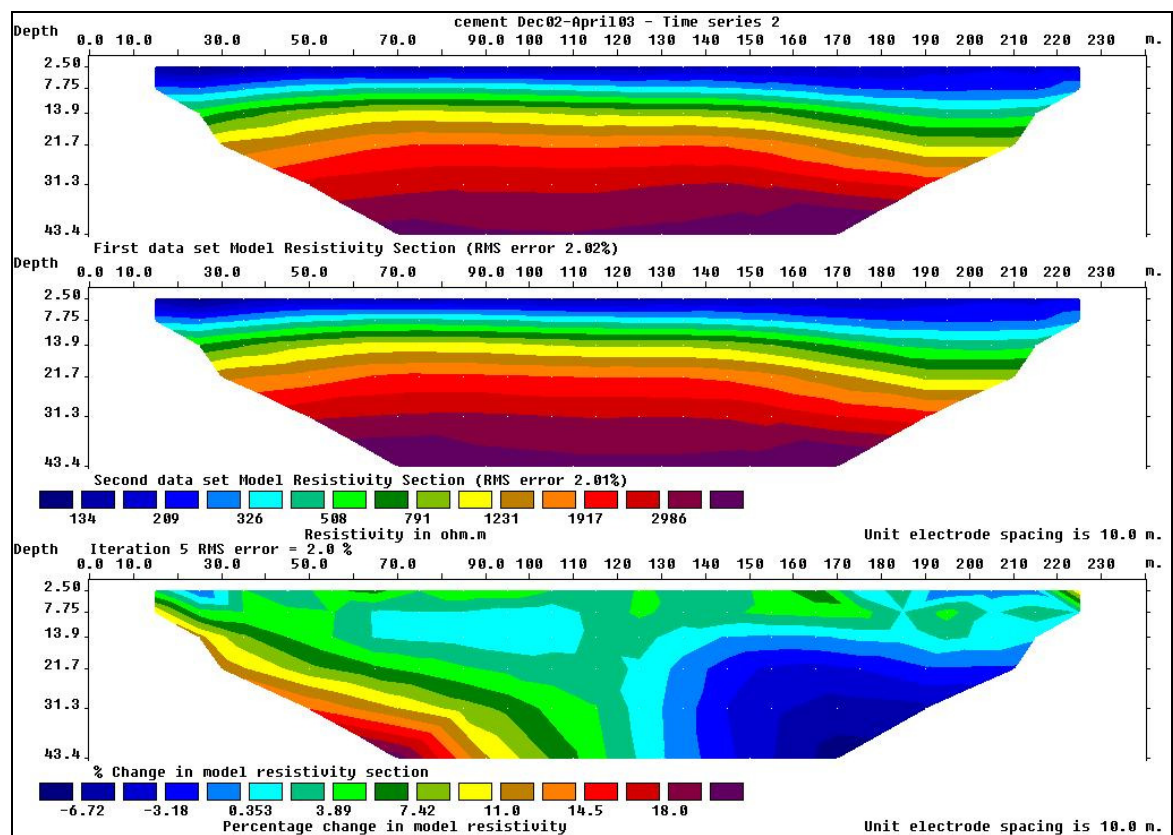 cement Dec02-April03 - Time series 2
Depth 0.0 10.0 30.0 50.0 70.0 90.0 110 120 130 140 150 160 170 180 190 200 210 220 230 m.
2.50
7.75
13.9
21.7
31.3
43.4
First data set Model Resistivity Section (RMS error 2.02%)
Depth 0.0 10.0 30.0 50.0 70.0 90.0 110 120 130 140 150 160 170 180 190 200 210 220 230 m.
2.50
7.75
13.9
21.7
31.3
43.4
Second data set Model Resistivity Section (RMS error 2.01%)
134 209 326 508 791 1231 1917 2986
Resistivity in ohm.m Unit electrode spacing is 10.0 m.
Depth Iteration 5 RMS error = 2.0 %
0.0 10.0 30.0 50.0 70.0 90.0 110 120 130 140 150 160 170 180 190 200 210 220 230 m.
2.50
7.75
13.9
21.7
31.3
43.4
% Change in model resistivity section
-6.72 -3.18 0.353 3.89 7.42 11.0 14.5 18.0
Percentage change in model resistivity Unit electrode spacing is 10.0 m.